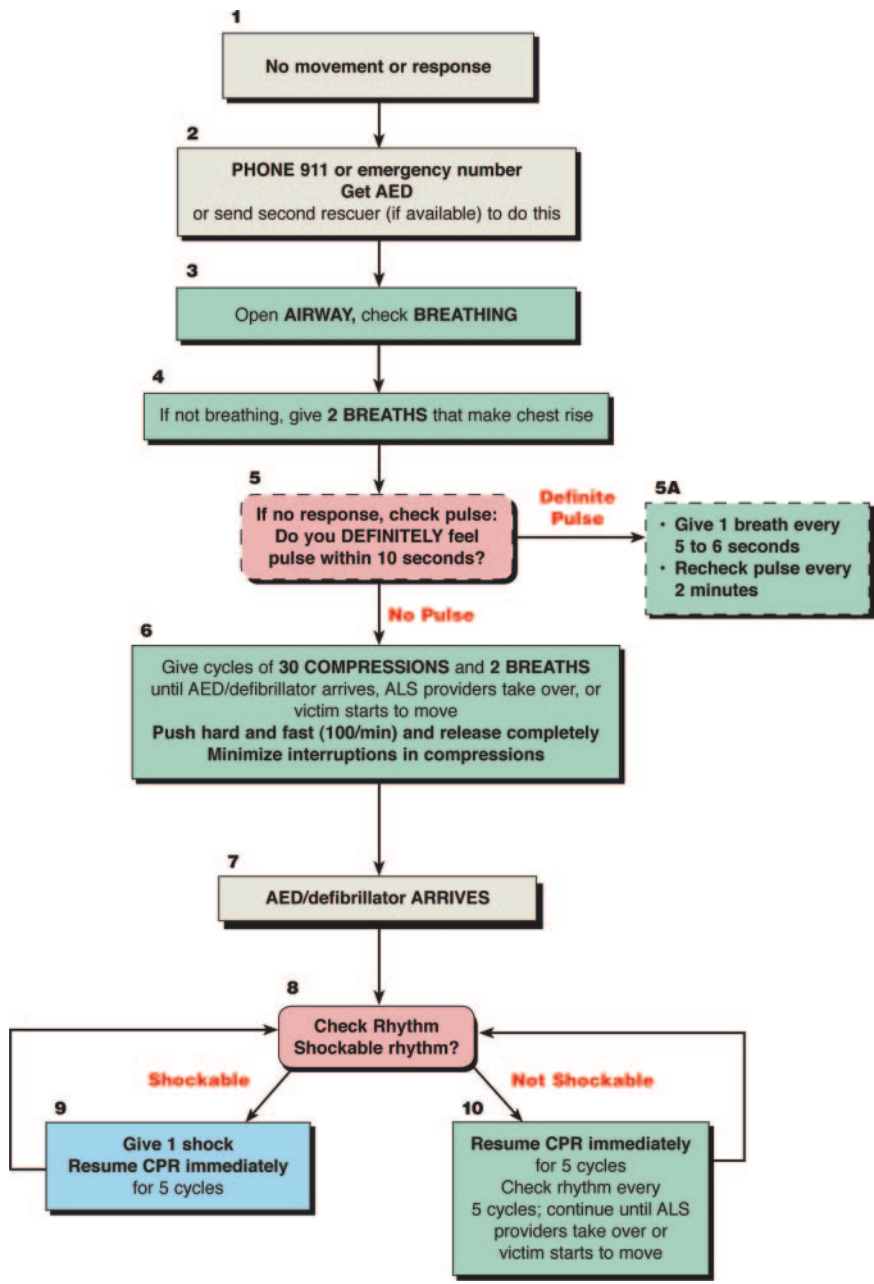 1
No movement or response
2
PHONE 911 or emergency number
Get AED
or send second rescuer (if available) to do this
3
Open AIRWAY, check BREATHING
4
If not breathing, give 2 BREATHS that make chest rise
5
If no response, check pulse:
Do you DEFINITELY feel
pulse within 10 seconds?
Definite
Pulse
5A
• Give 1 breath every
5 to 6 seconds
• Recheck pulse every
2 minutes
No Pulse
6
Give cycles of 30 COMPRESSIONS and 2 BREATHS
until AED/defibrillator arrives, ALS providers take over, or
victim starts to move
Push hard and fast (100/min) and release completely
Minimize interruptions in compressions
7
AED/defibrillator ARRIVES
8
Check Rhythm
Shockable rhythm?
Shockable
Not Shockable
9
Give 1 shock
Resume CPR immediately
for 5 cycles
10
Resume CPR immediately
for 5 cycles
Check rhythm every
5 cycles; continue until ALS
providers take over or
victim starts to move